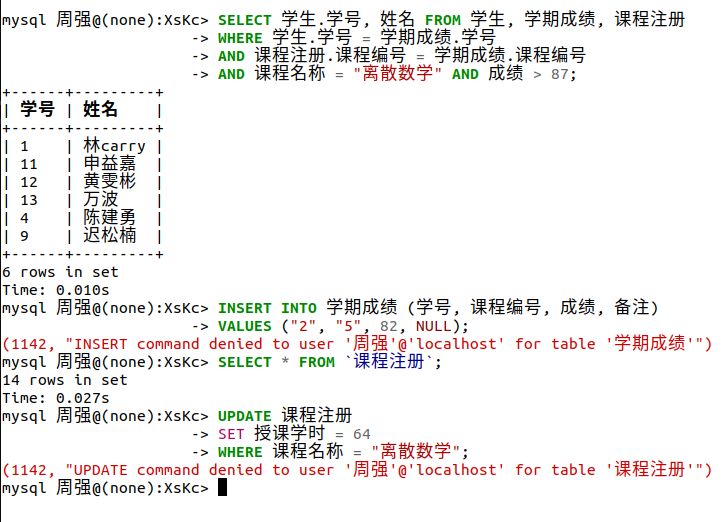 mysql 周强@(none):XsKc> SELECT 学生.学号, 姓名 FROM 学生, 学期成绩, 课程注册
-> WHERE 学生.学号 = 学期成绩.学号
-> AND 课程注册.课程编号 = 学期成绩.课程编号
-> AND 课程名称 = "离散数学" AND 成绩 > 87;
+------+---------+
| 学号 | 姓名 |
+------+---------+
| 1 | 林carry |
| 11 | 申益嘉 |
| 12 | 黄雯彬 |
| 13 | 万波 |
| 4 | 陈建勇 |
| 9 | 迟松楠 |
+------+---------+
6 rows in set
Time: 0.010s
mysql 周强@(none):XsKc> INSERT INTO 学期成绩 (学号, 课程编号, 成绩, 备注)
-> VALUES ("2", "5", 82, NULL);
(1142, "INSERT command denied to user '周强'@'localhost' for table '学期成绩'")
mysql 周强@(none):XsKc> SELECT * FROM `课程注册`;
14 rows in set
Time: 0.027s
mysql 周强@(none):XsKc> UPDATE 课程注册
-> SET 授课学时 = 64
-> WHERE 课程名称 = "离散数学";
(1142, "UPDATE command denied to user '周强'@'localhost' for table '课程注册'")
mysql 周强@(none):XsKc>